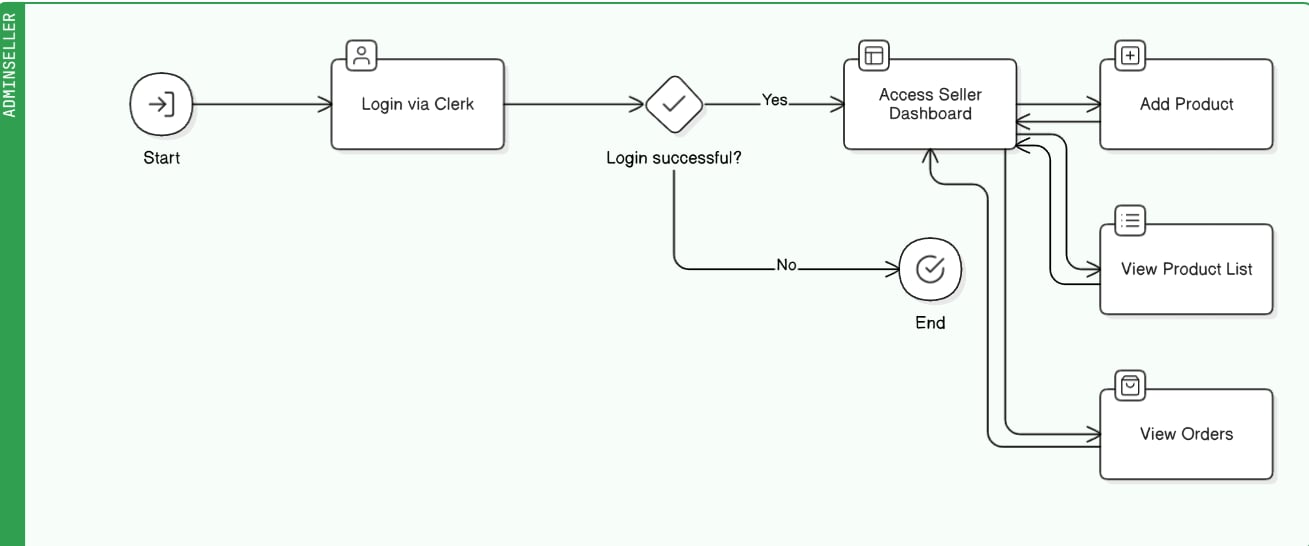 ADMINSELLER
Start
Login via Clerk
Login successful?
Yes
No
Access Seller
Dashboard
End
Add Product
View Product List
View Orders